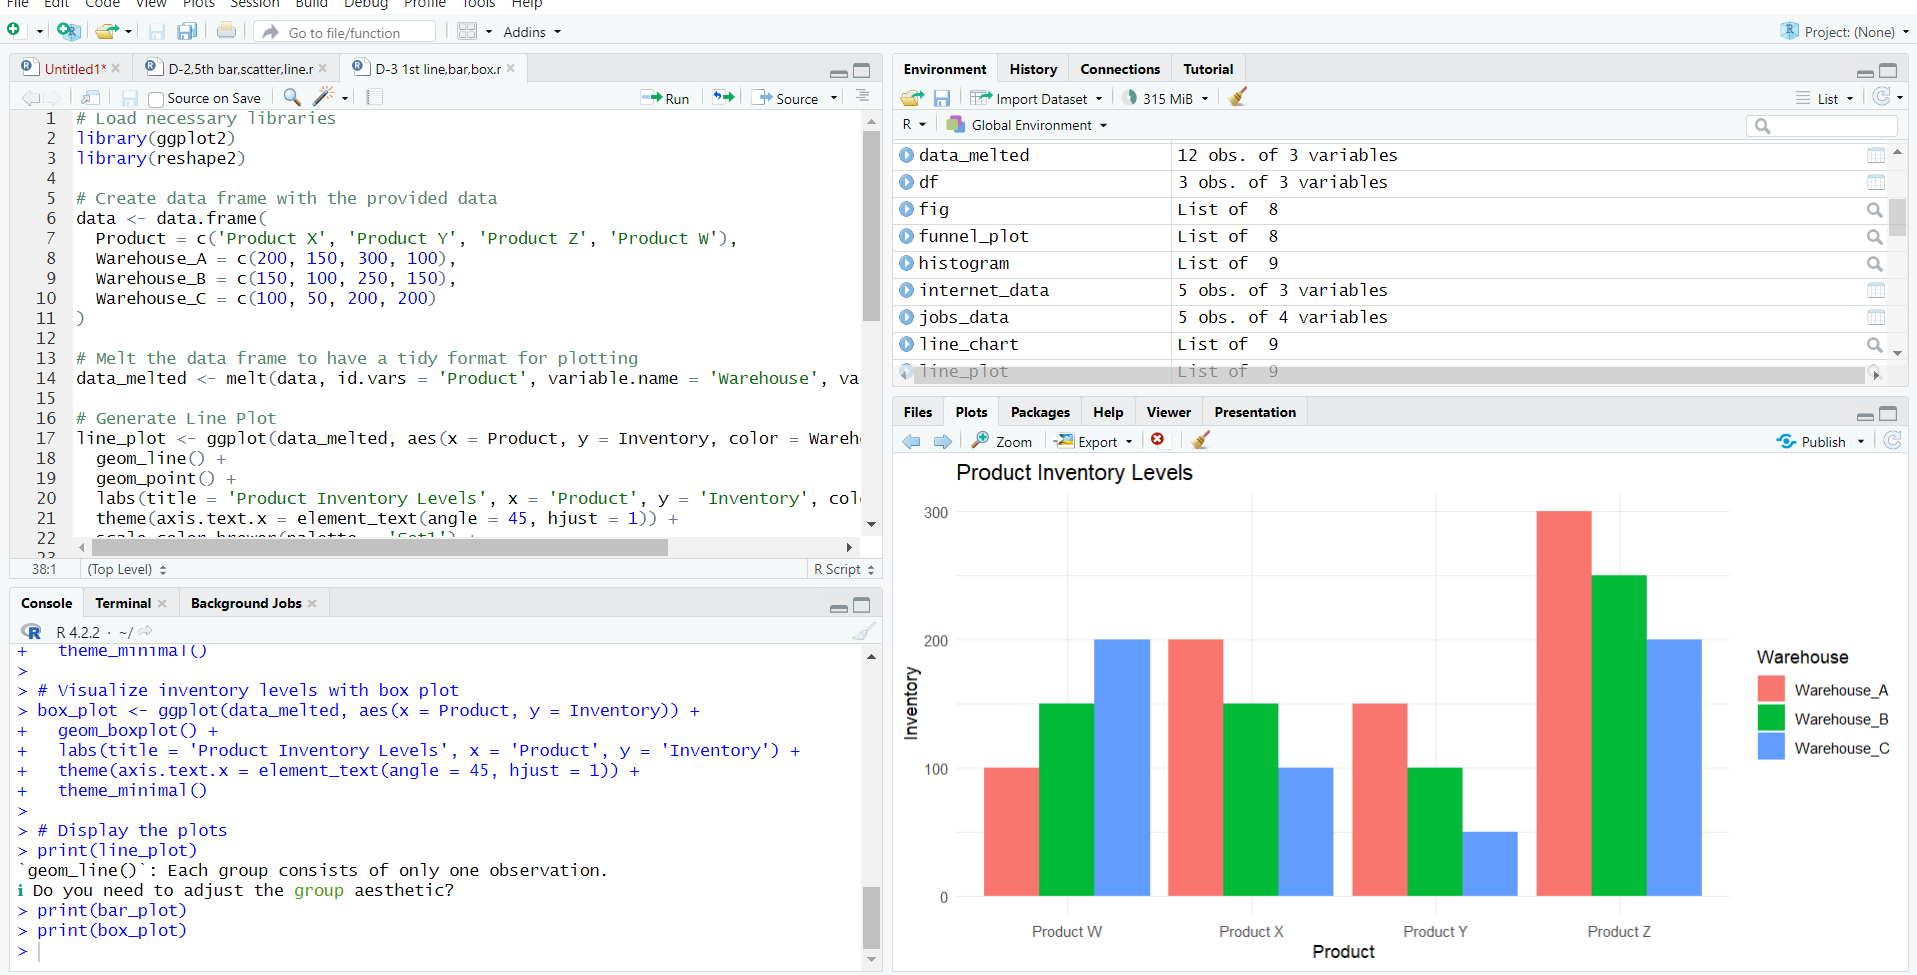 File Edit Code View Plots Session Build Debug Profile Tools Help
Go to file/function
Addins
Project: (None)
Untitled1*
D-2,5th bar,scatter,line.r
D-3 1st line,bar,box.r
Source on Save
Run
Source
1 # Load necessary libraries
2 library(ggplot2)
3 library(reshape2)
4
5 # Create data frame with the provided data
6 data <- data.frame(
7 Product = c('Product X', 'Product Y', 'Product Z', 'Product W'),
8 Warehouse_A = c(200, 150, 300, 100),
9 Warehouse_B = c(150, 100, 250, 150),
10 Warehouse_C = c(100, 50, 200, 200)
11 )
12
13 # Melt the data frame to have a tidy format for plotting
14 data_melted <- melt(data, id.vars = 'Product', variable.name = 'Warehouse', va
15
16 # Generate Line Plot
17 line_plot <- ggplot(data_melted, aes(x = Product, y = Inventory, color = Wareh
18 geom_line() +
19 geom_point() +
20 labs(title = 'Product Inventory Levels', x = 'Product', y = 'Inventory', col
21 theme(axis.text.x = element_text(angle = 45, hjust = 1)) +
22 scale_color_brewer(palette = 'Set1') +
23
38:1
(Top Level)
R Script
Console
Terminal
Background Jobs
R 4.2.2 · ~/
+ theme_minimal()
>
> # Visualize inventory levels with box plot
> box_plot <- ggplot(data_melted, aes(x = Product, y = Inventory)) +
+ geom_boxplot() +
+ labs(title = 'Product Inventory Levels', x = 'Product', y = 'Inventory') +
+ theme(axis.text.x = element_text(angle = 45, hjust = 1)) +
+ theme_minimal()
>
> # Display the plots
> print(line_plot)
`geom_line()`: Each group consists of only one observation.
ℹ Do you need to adjust the group aesthetic?
> print(bar_plot)
> print(box_plot)
>
Environment
History
Connections
Tutorial
Import Dataset
315 MiB
List
R
Global Environment
data_melted 12 obs. of 3 variables
df 3 obs. of 3 variables
fig List of 8
funnel_plot List of 8
histogram List of 9
internet_data 5 obs. of 3 variables
jobs_data 5 obs. of 4 variables
line_chart List of 9
line_plot List of 9
Files
Plots
Packages
Help
Viewer
Presentation
Zoom
Export
Publish
Product Inventory Levels
300
200
100
0
Inventory
Product W
Product X
Product Y
Product Z
Product
Warehouse
Warehouse_A
Warehouse_B
Warehouse_C